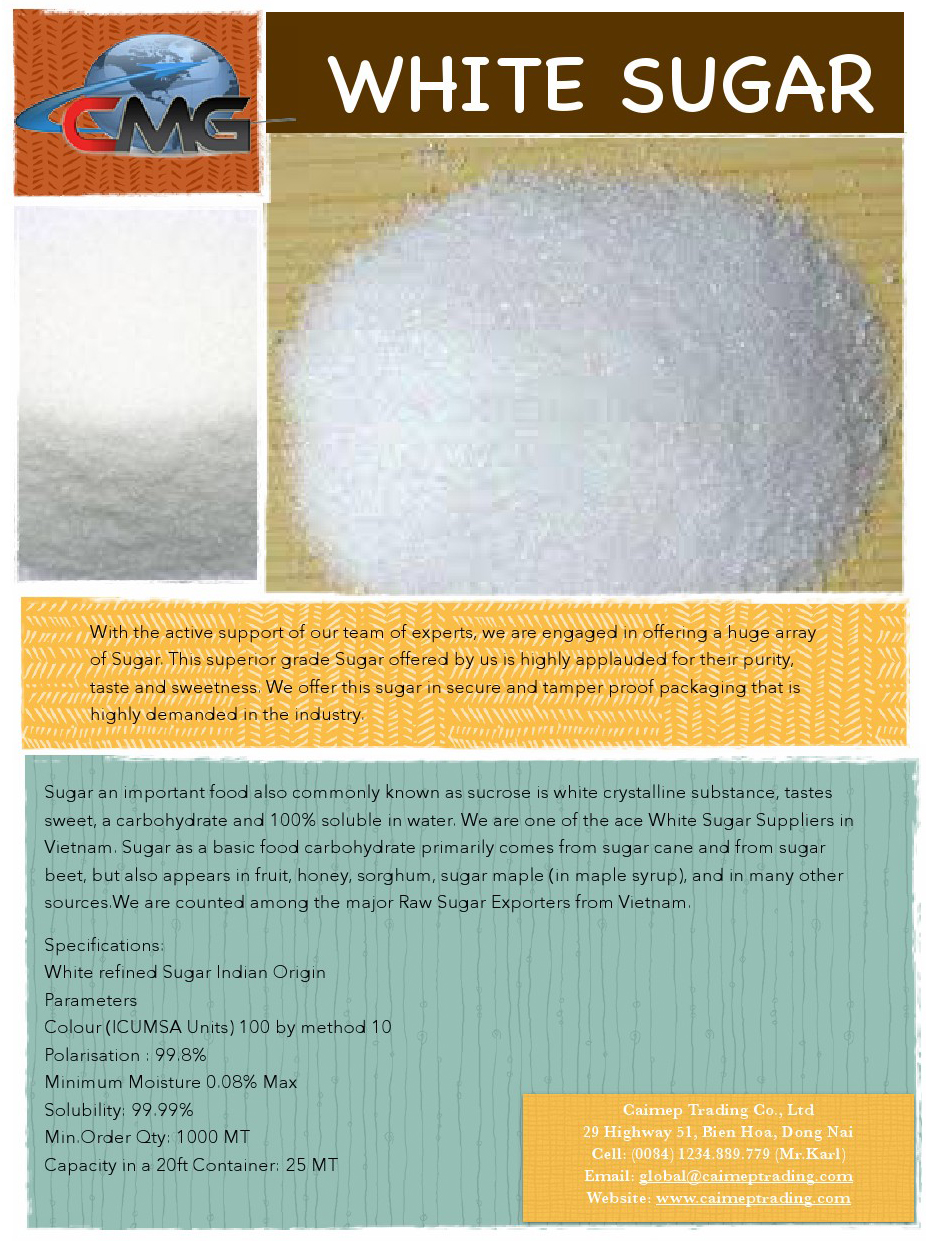 CMG
WHITE SUGAR
With the active support of our team of experts, we are engaged in offering a huge array
of Sugar. This superior grade Sugar offered by us is highly applauded for their purity,
taste and sweetness. We offer this sugar in secure and tamper proof packaging that is
highly demanded in the industry.
Sugar an important food also commonly known as sucrose is white crystalline substance, tastes
sweet, a carbohydrate and 100% soluble in water. We are one of the ace White Sugar Suppliers in
Vietnam. Sugar as a basic food carbohydrate primarily comes from sugar cane and from sugar
beet, but also appears in fruit, honey, sorghum, sugar maple (in maple syrup), and in many other
sources.We are counted among the major Raw Sugar Exporters from Vietnam.
Specifications:
White refined Sugar Indian Origin
Parameters
Colour (ICUMSA Units) 100 by method 10
Polarisation : 99.8%
Minimum Moisture 0.08% Max
Solubility: 99.99%
Min.Order Qty: 1000 MT
Capacity in a 20ft Container: 25 MT
Caimep Trading Co., Ltd
29 Highway 51, Bien Hoa, Dong Nai
Cell: (0084) 1234.889.779 (Mr.Karl)
Email: global@caimeptrading.com
Website: www.caimeptrading.com